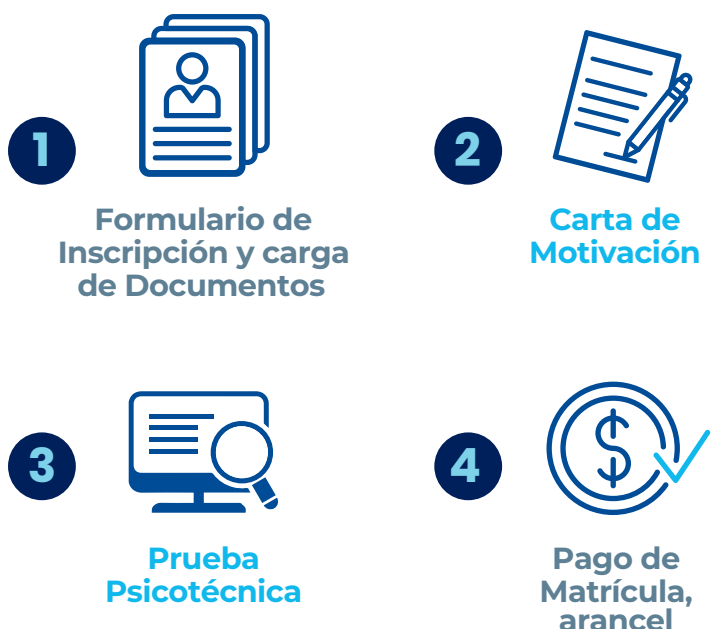 1
Formulario de
Inscripción y carga
de Documentos
2
Carta de
Motivación
3
Prueba
Psicotécnica
4
Pago de
Matrícula,
arancel